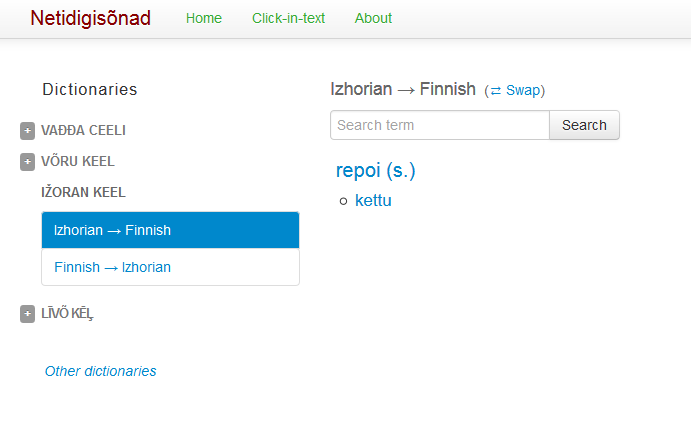 Netidigisõnad Home Click-in-text About
Dictionaries
+ VAĐĐA CEELI
+ VÕRU KEEL
IŽORAN KEEL
Izhorian → Finnish
Finnish → Izhorian
+ LĪVÕ KĒĻ
Other dictionaries
Izhorian → Finnish (⇄ Swap)
Search term Search
repoi (s.)
kettu